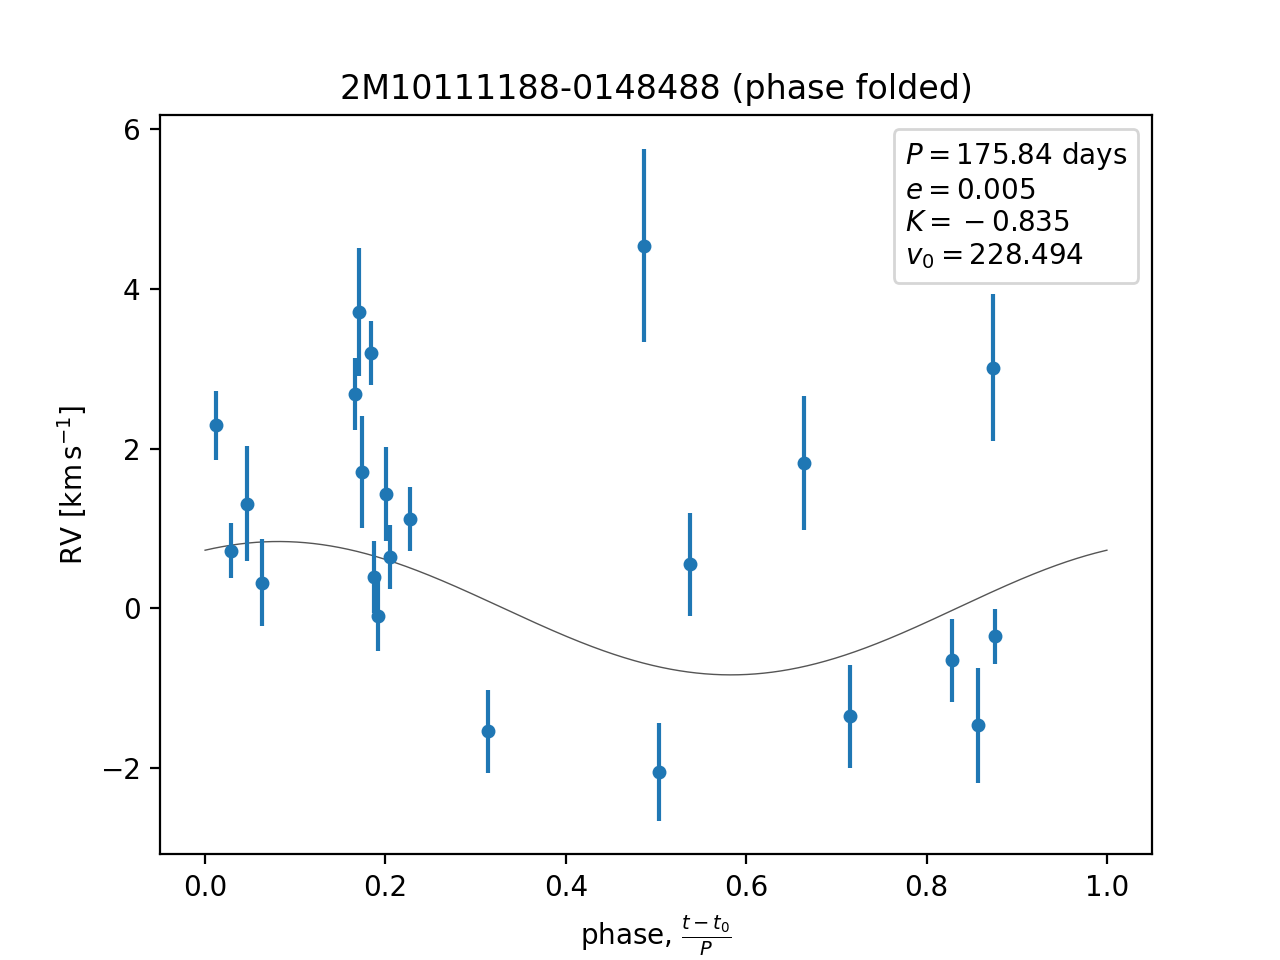 2M10111188-0148488 (phase folded)
P = 175.84 days
e = 0.005
K = −0.835
v₀ = 228.494
6
4
2
0
−2
RV [km s⁻¹]
0.0 0.2 0.4 0.6 0.8 1.0
phase, (t − t₀)/P